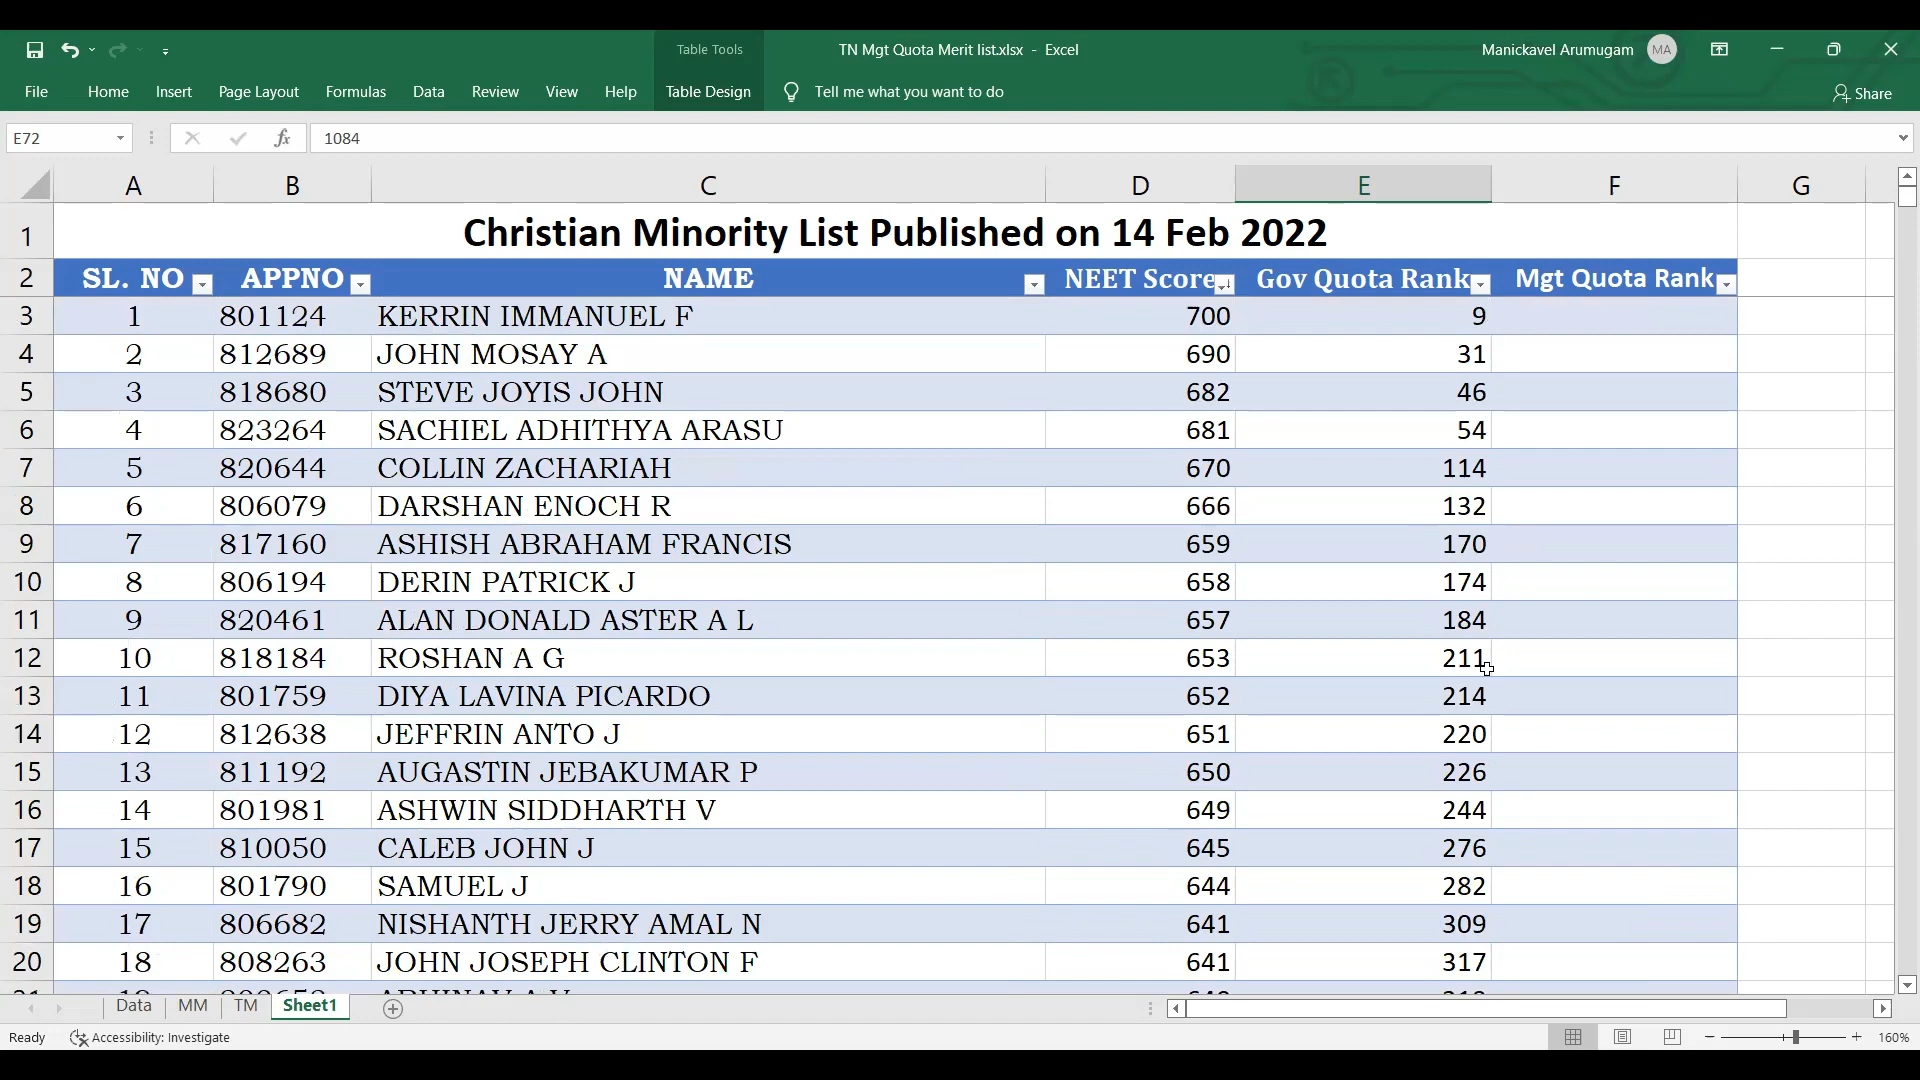 Table Tools
TN Mgt Quota Merit list.xlsx - Excel
Manickavel Arumugam MA
File Home Insert Page Layout Formulas Data Review View Help Table Design Tell me what you want to do Share
E72 fx 1084
A B C D E F G
1 Christian Minority List Published on 14 Feb 2022
2 SL. NO APPNO NAME NEET Score Gov Quota Rank Mgt Quota Rank
3 1 801124 KERRIN IMMANUEL F 700 9
4 2 812689 JOHN MOSAY A 690 31
5 3 818680 STEVE JOYIS JOHN 682 46
6 4 823264 SACHIEL ADHITHYA ARASU 681 54
7 5 820644 COLLIN ZACHARIAH 670 114
8 6 806079 DARSHAN ENOCH R 666 132
9 7 817160 ASHISH ABRAHAM FRANCIS 659 170
10 8 806194 DERIN PATRICK J 658 174
11 9 820461 ALAN DONALD ASTER A L 657 184
12 10 818184 ROSHAN A G 653 211
13 11 801759 DIYA LAVINA PICARDO 652 214
14 12 812638 JEFFRIN ANTO J 651 220
15 13 811192 AUGASTIN JEBAKUMAR P 650 226
16 14 801981 ASHWIN SIDDHARTH V 649 244
17 15 810050 CALEB JOHN J 645 276
18 16 801790 SAMUEL J 644 282
19 17 806682 NISHANTH JERRY AMAL N 641 309
20 18 808263 JOHN JOSEPH CLINTON F 641 317
Data MM TM Sheet1
Ready Accessibility: Investigate 160%